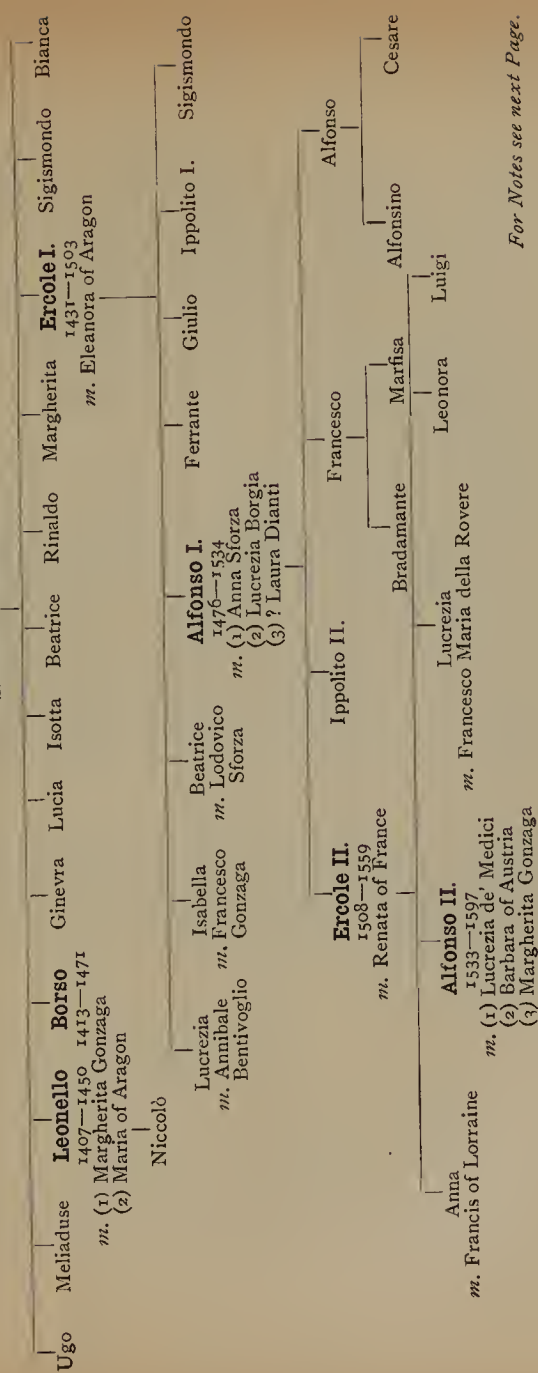 Ugo Meliaduse Leonello Borso Ginevra Lucia Isotta Beatrice Rinaldo Margherita Ercole I. Sigismondo Bianca
1407—1450 1413—1471 1431—1503
m. (1) Margherita Gonzaga m. Eleanora of Aragon
(2) Maria of Aragon
Niccolò
Lucrezia Isabella Beatrice Alfonso I. Ferrante Giulio Ippolito I. Sigismondo
m. Annibale m. Francesco m. Lodovico 1476—1534
Bentivoglio Gonzaga Sforza m. (1) Anna Sforza
(2) Lucrezia Borgia
(3) ? Laura Dianti
Ercole II. Ippolito II. Francesco Alfonso
1508—1559
m. Renata of France
Bradamante Marfisa Alfonsino Cesare
Anna Alfonso II. Lucrezia Leonora Luigi
m. Francis of Lorraine 1533—1597 m. Francesco Maria della Rovere
m. (1) Lucrezia de' Medici
(2) Barbara of Austria
(3) Margherita Gonzaga
For Notes see next Page.